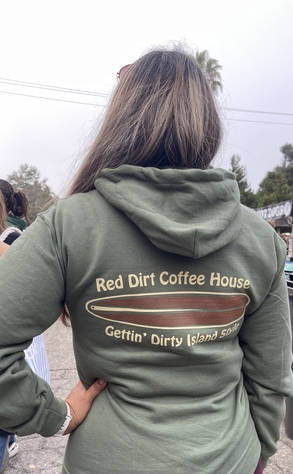 Red Dirt Coffee House
Gettin' Dirty Island Style